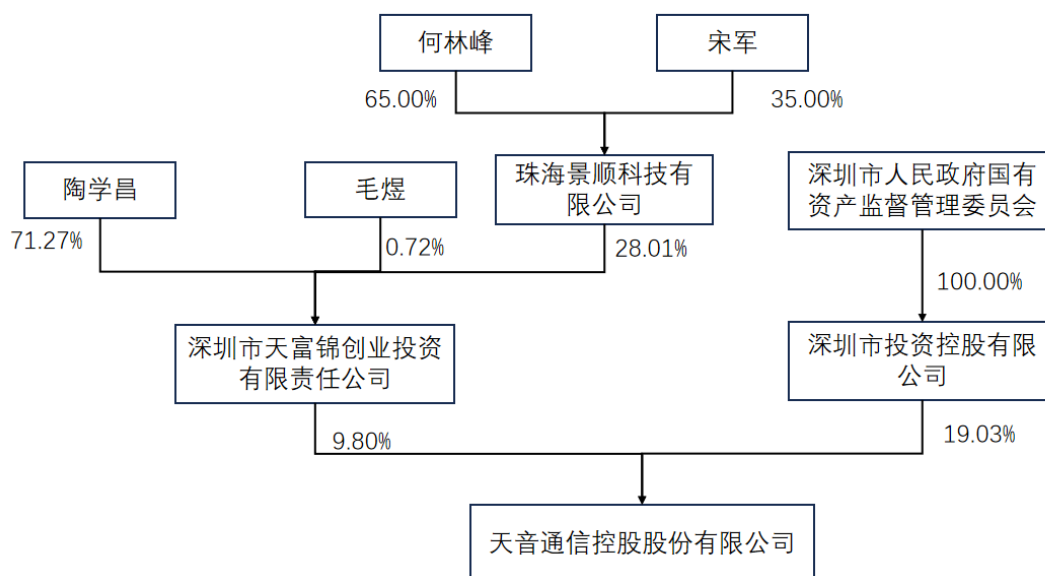 何林峰
宋军
65.00%
35.00%
陶学昌
毛煜
珠海景顺科技有
限公司
深圳市人民政府国有
资产监督管理委员会
71.27%
0.72%
28.01%
100.00%
深圳市天富锦创业投资
有限责任公司
深圳市投资控股有限
公司
9.80%
19.03%
天音通信控股股份有限公司